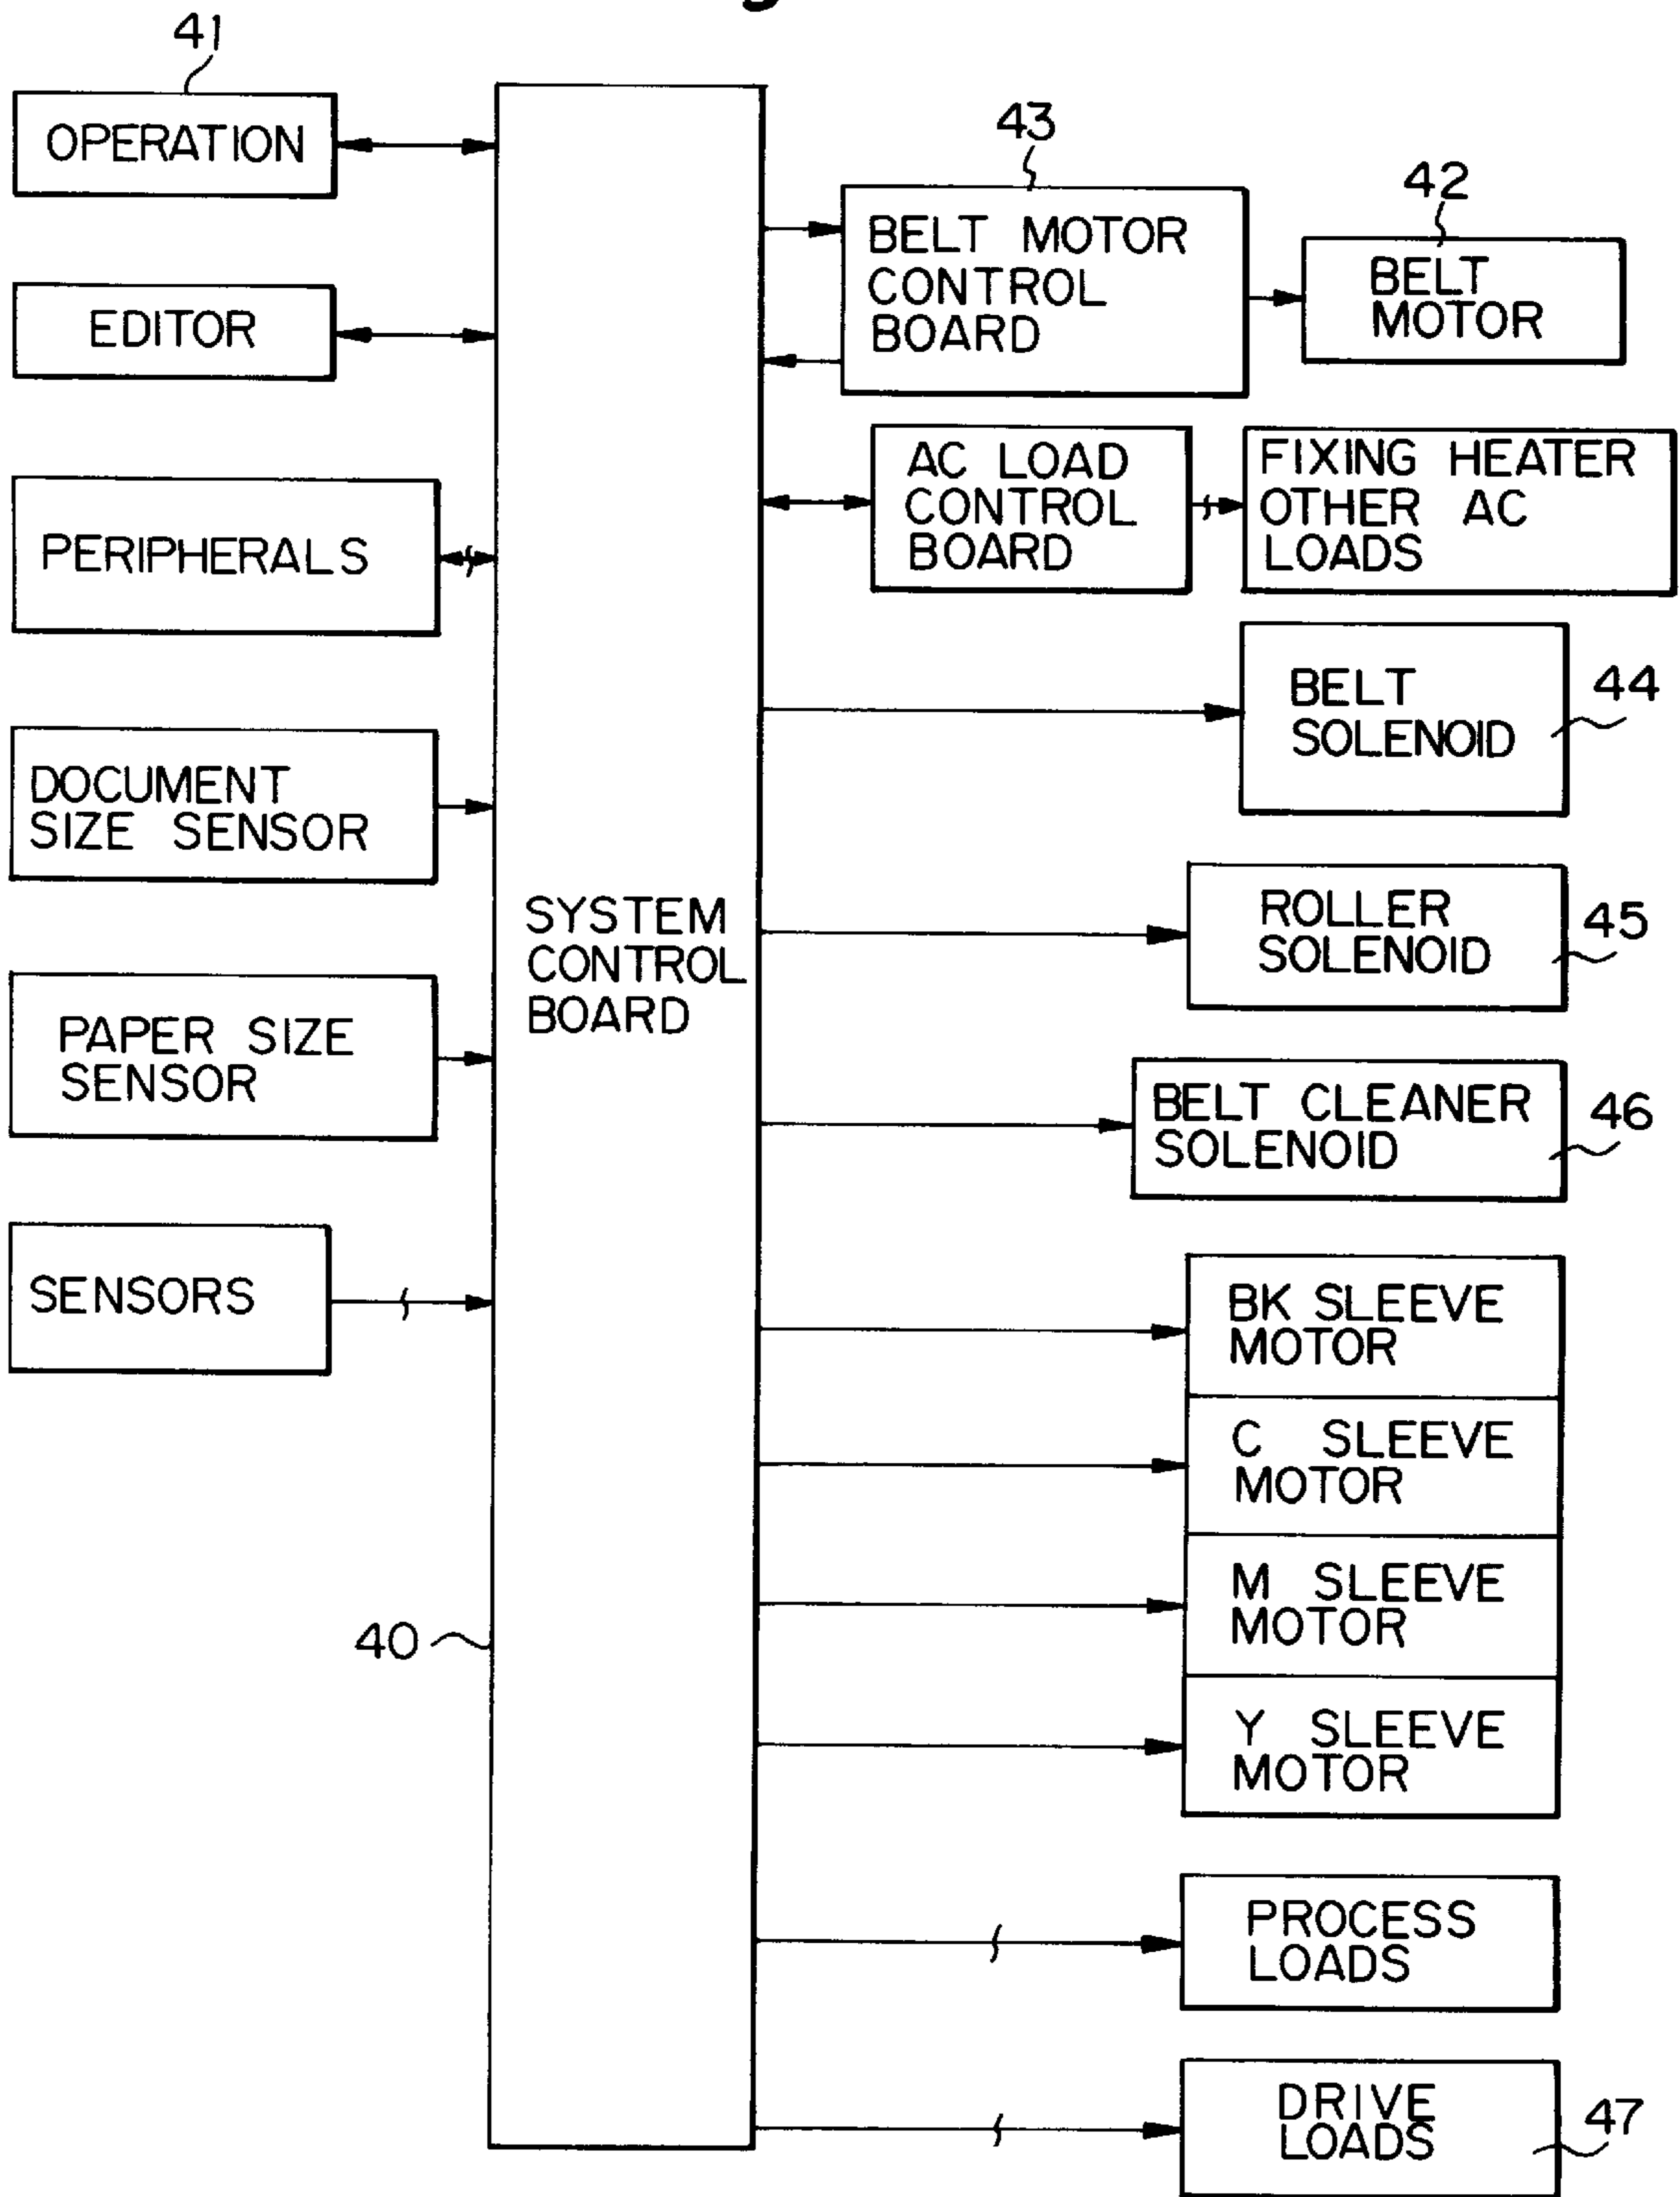 41
OPERATION
EDITOR
PERIPHERALS
DOCUMENT
SIZE SENSOR
PAPER SIZE
SENSOR
SENSORS
SYSTEM
CONTROL
BOARD
40
43
BELT MOTOR
CONTROL
BOARD
42
BELT
MOTOR
AC LOAD
CONTROL
BOARD
FIXING HEATER
OTHER AC
LOADS
BELT
SOLENOID
44
ROLLER
SOLENOID
45
BELT CLEANER
SOLENOID
46
BK SLEEVE
MOTOR
C SLEEVE
MOTOR
M SLEEVE
MOTOR
Y SLEEVE
MOTOR
PROCESS
LOADS
DRIVE
LOADS
47